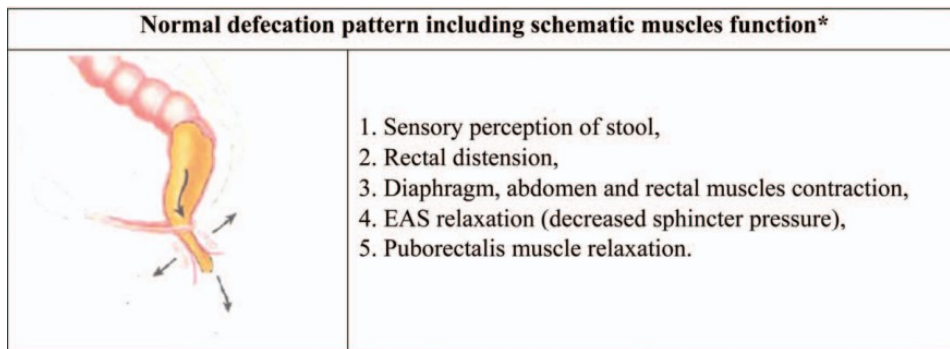 Normal defecation pattern including schematic muscles function*
1. Sensory perception of stool,
2. Rectal distension,
3. Diaphragm, abdomen and rectal muscles contraction,
4. EAS relaxation (decreased sphincter pressure),
5. Puborectalis muscle relaxation.